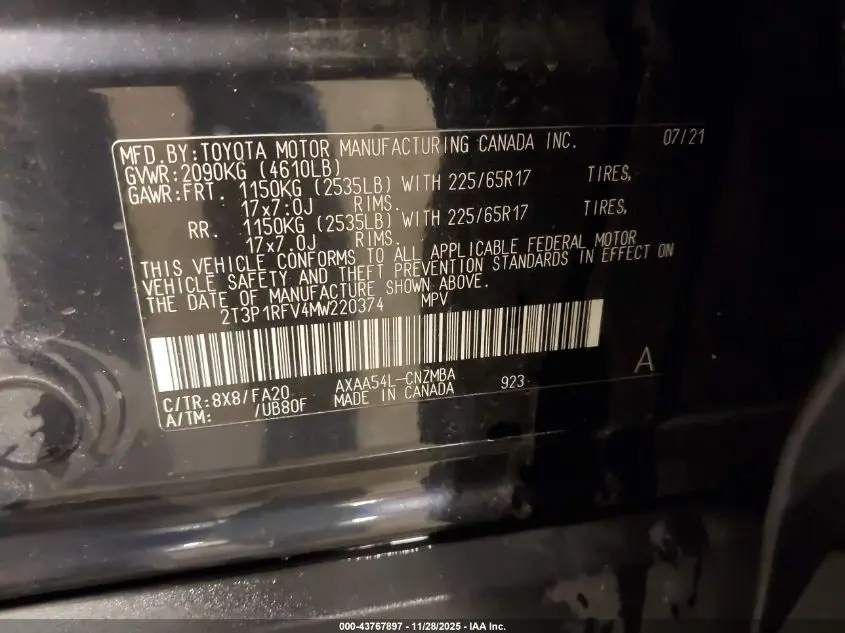 MFD.BY:TOYOTA MOTOR MANUFACTURING CANADA INC. 07/21
GVWR:2090KG (4610LB)
GAWR:FRT. 1150KG (2535LB) WITH 225/65R17 TIRES,
17x7.0J RIMS.
RR. 1150KG (2535LB) WITH 225/65R17 TIRES,
17x7.0J RIMS.
THIS VEHICLE CONFORMS TO ALL APPLICABLE FEDERAL MOTOR
VEHICLE SAFETY AND THEFT PREVENTION STANDARDS IN EFFECT ON
THE DATE OF MANUFACTURE SHOWN ABOVE.
2T3P1RFV4MW220374 MPV
C/TR:8X8/FA20 AXAA54L-CNZMBA 923 A
A/TM: /UB80F MADE IN CANADA
000-43767897 - 11/28/2025 - IAA Inc.